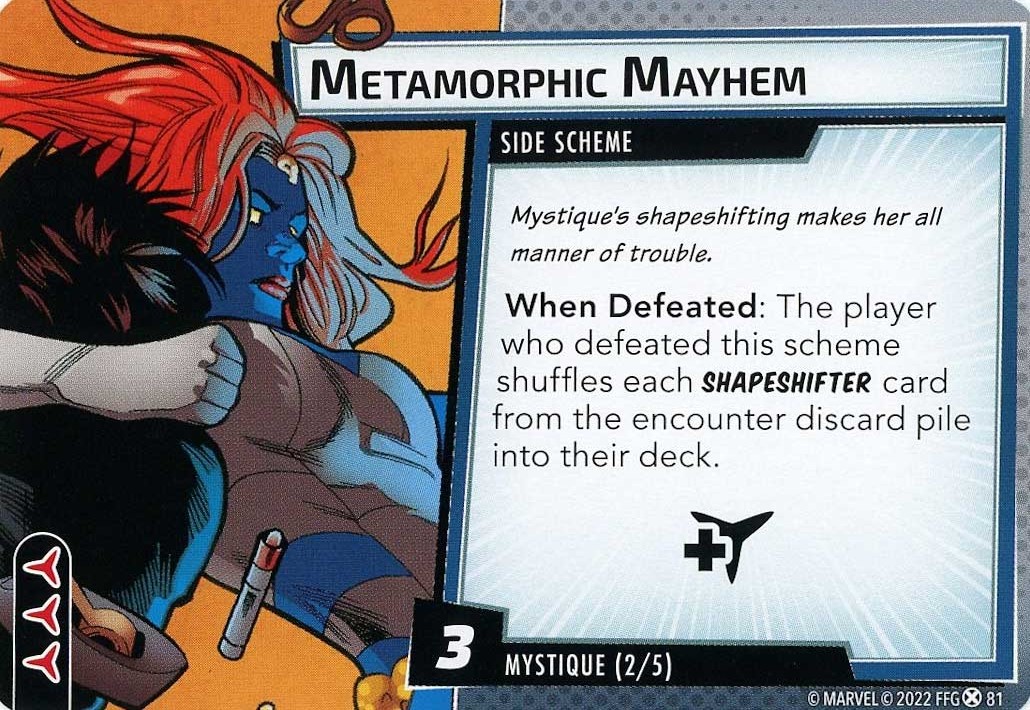 METAMORPHIC MAYHEM
SIDE SCHEME
Mystique's shapeshifting makes her all
manner of trouble.
When Defeated: The player
who defeated this scheme
shuffles each SHAPESHIFTER card
from the encounter discard pile
into their deck.
3
MYSTIQUE (2/5)
© MARVEL © 2022 FFG 81